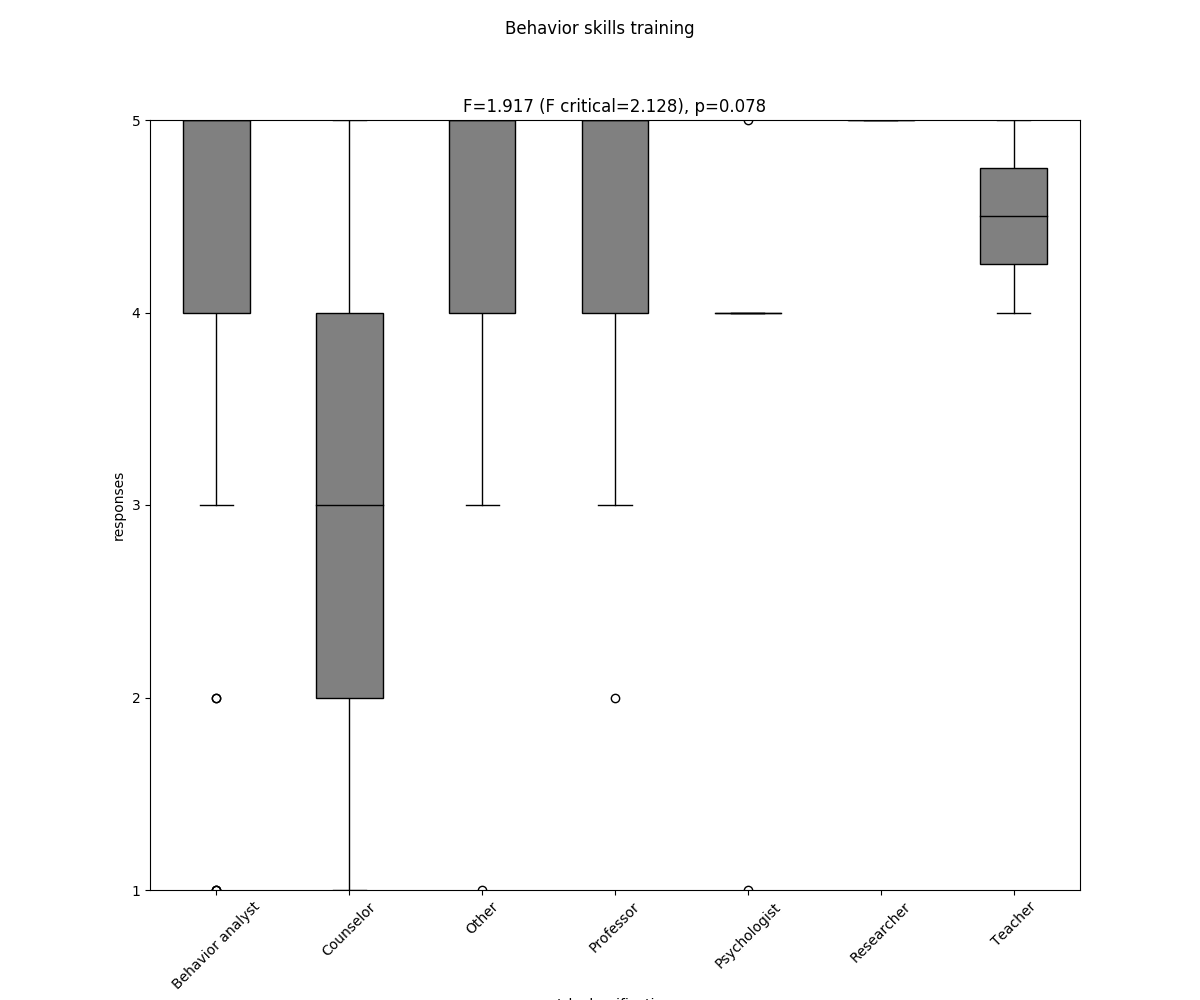 Behavior skills training
F=1.917 (F critical=2.128), p=0.078
5
4
3
2
1
responses
Behavior analyst
Counselor
Other
Professor
Psychologist
Researcher
Teacher